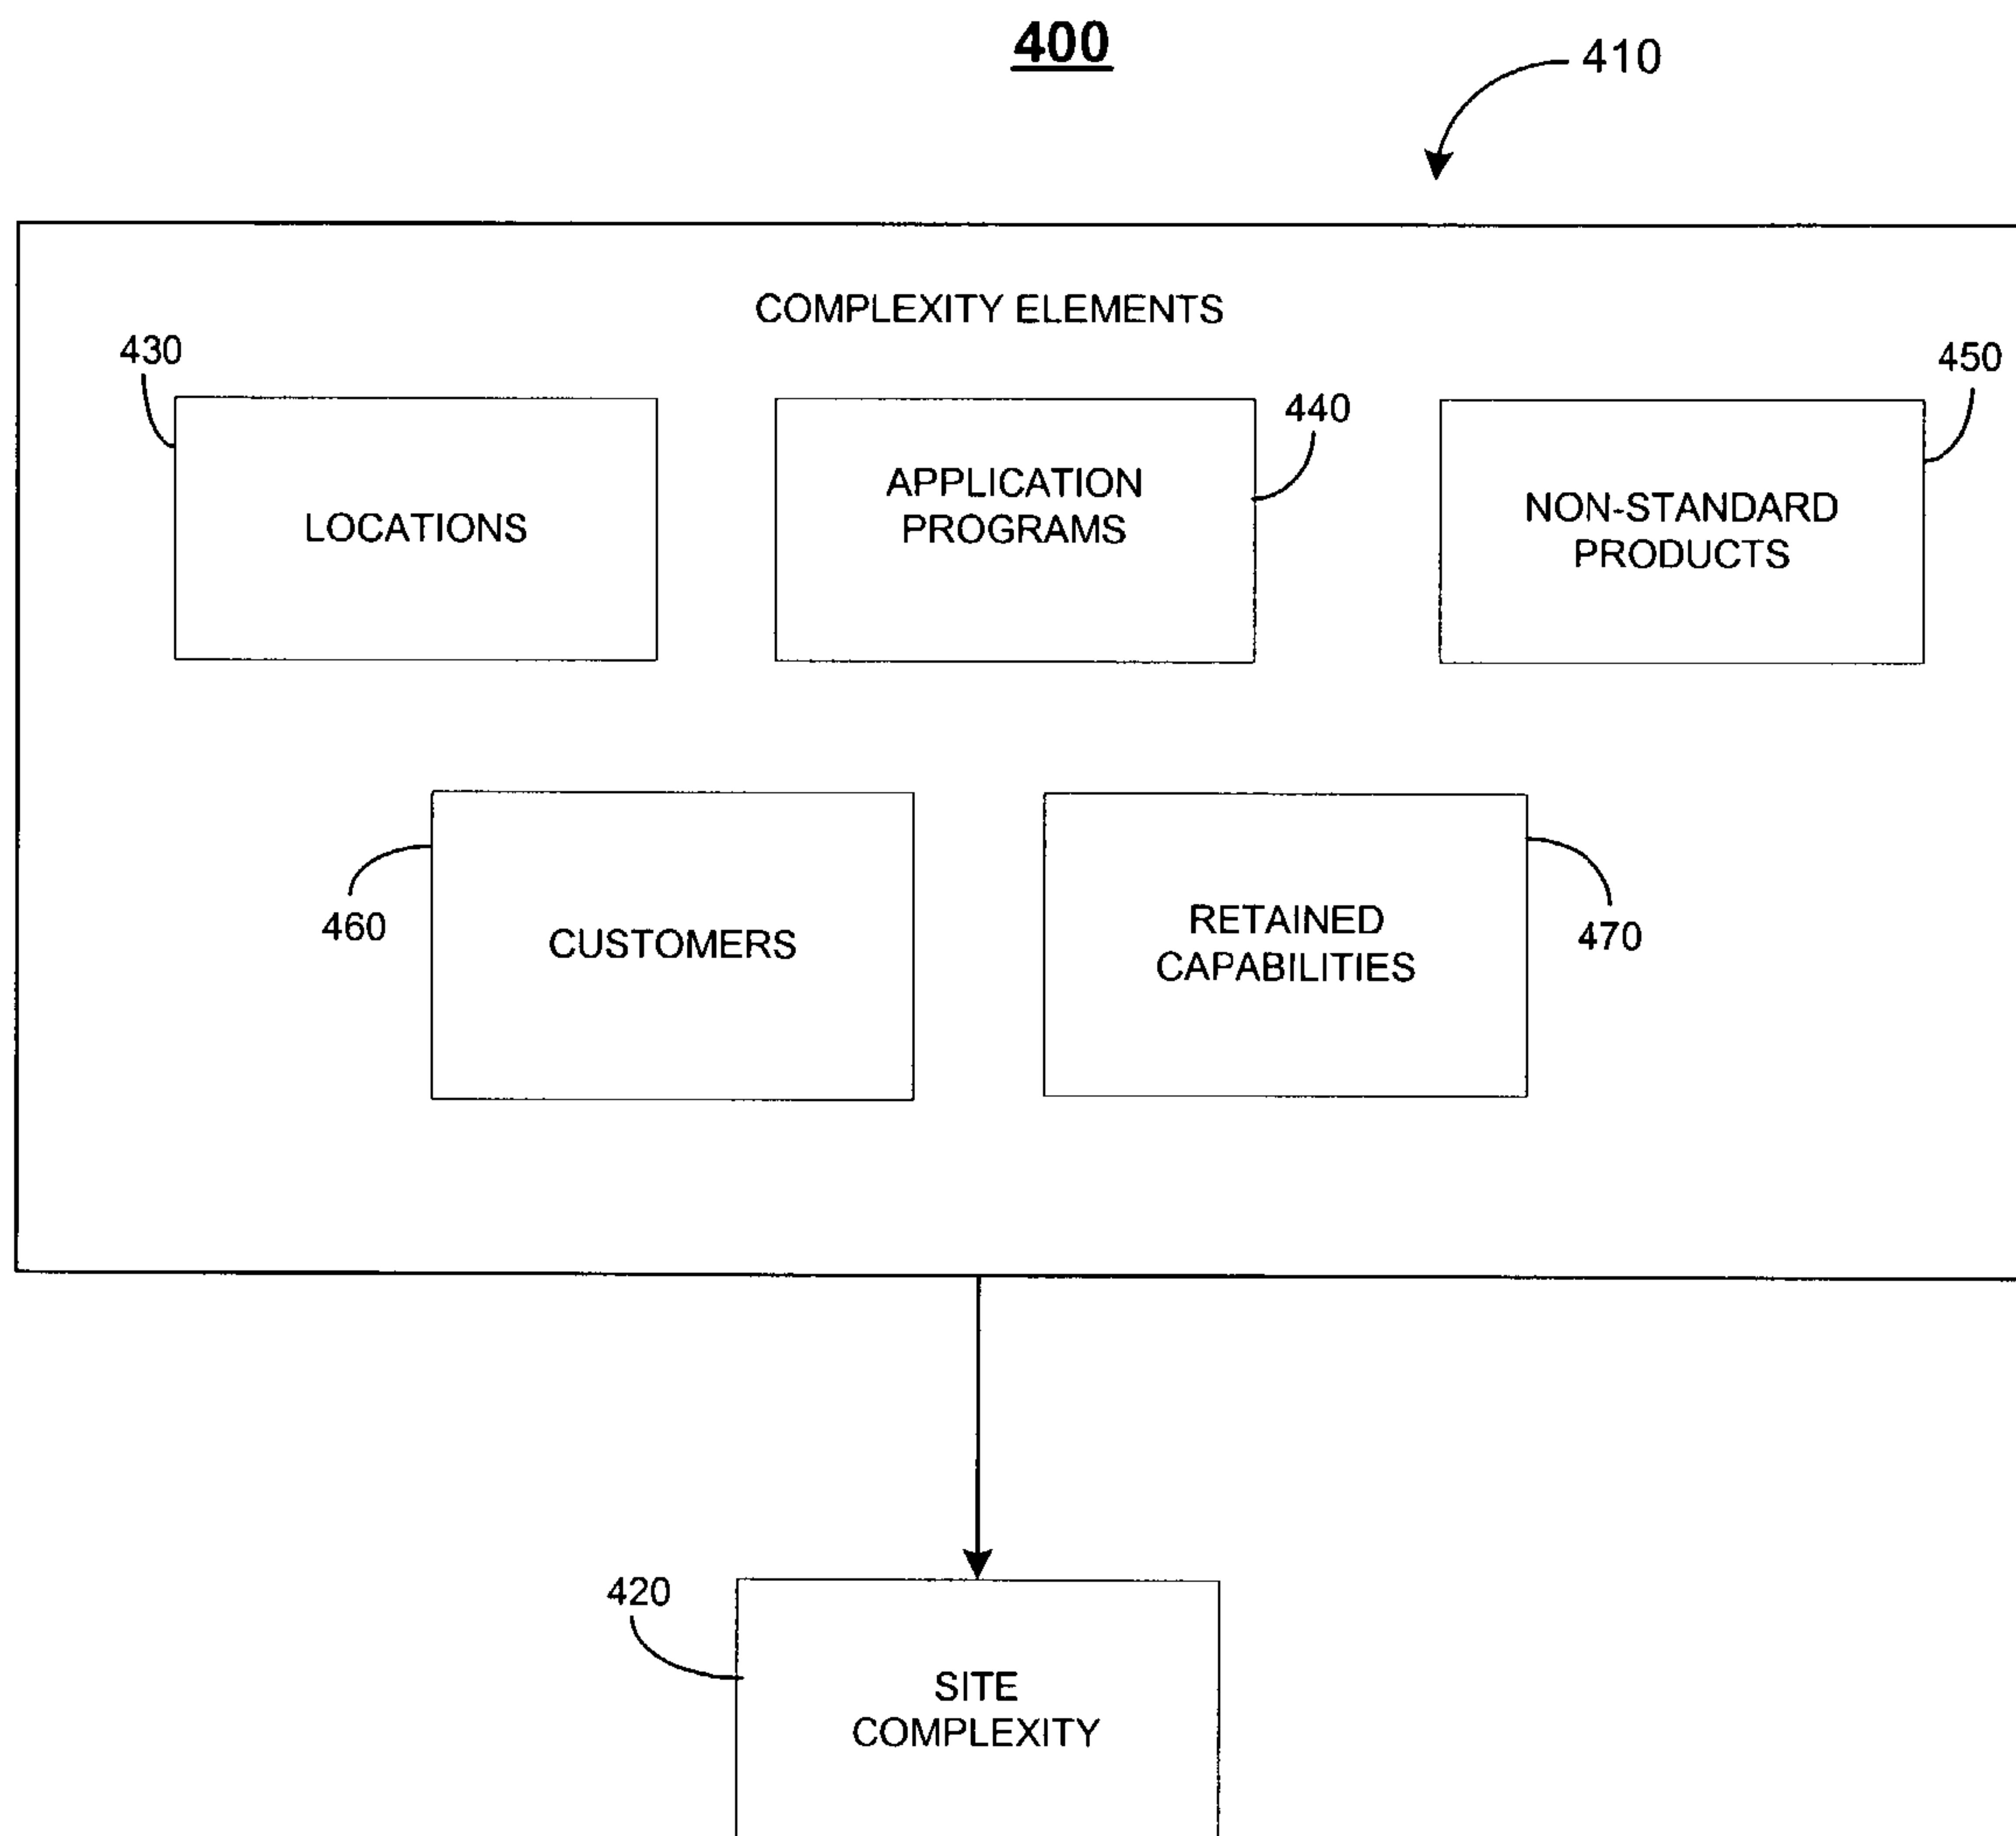 400
410
COMPLEXITY ELEMENTS
430
450
440
LOCATIONS
APPLICATION
PROGRAMS
NON-STANDARD
PRODUCTS
460
CUSTOMERS
RETAINED
CAPABILITIES
470
420
SITE
COMPLEXITY